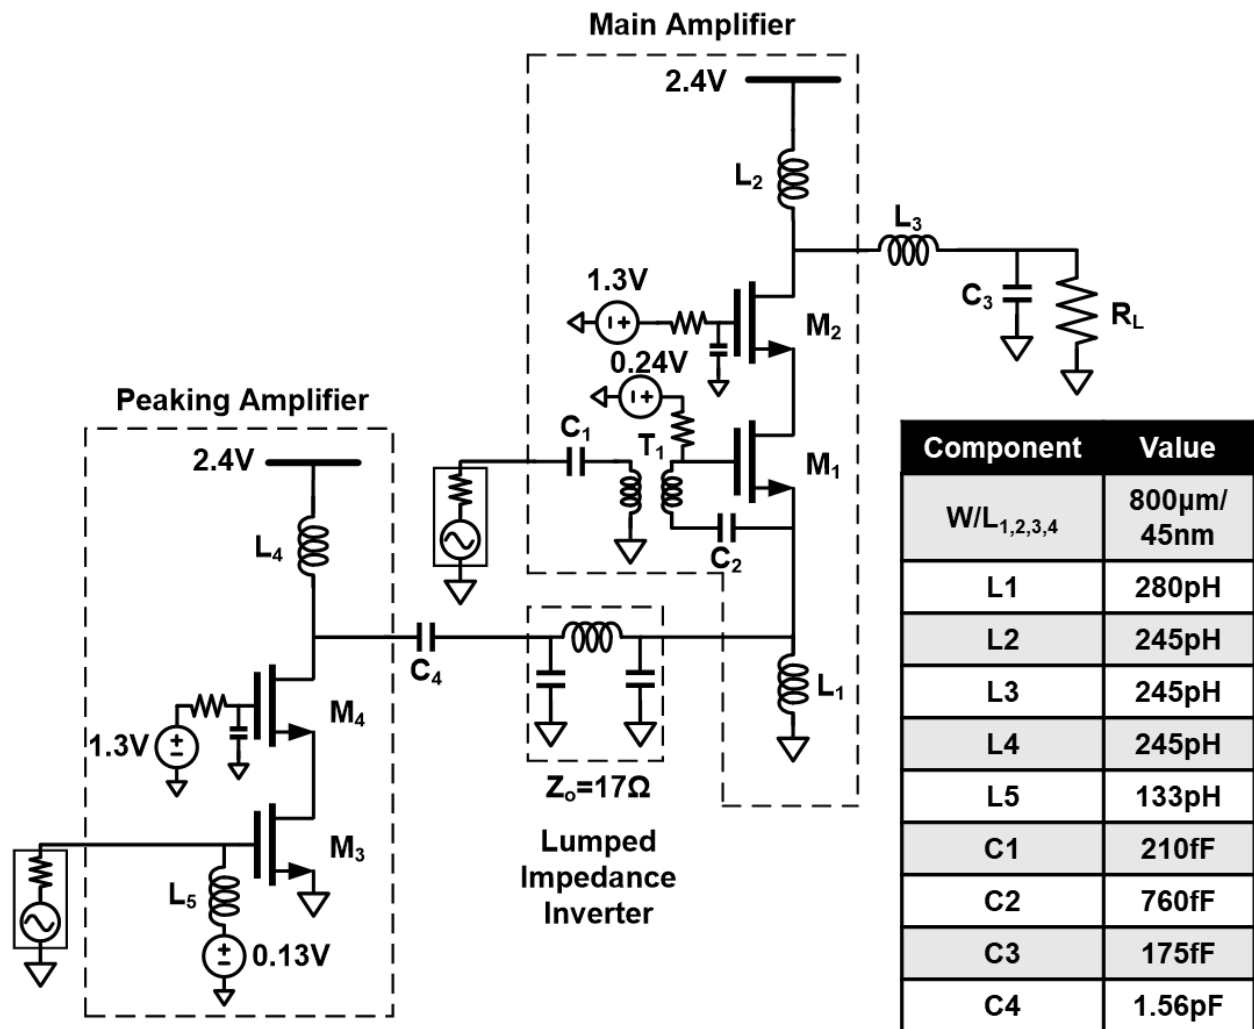 Main Amplifier
2.4V
L2
L3
1.3V
C3
RL
M2
0.24V
Peaking Amplifier
C1
T1
M1
2.4V
C2
L4
C4
L1
M4
1.3V
Zo=17Ω
M3
Lumped
Impedance
Inverter
L5
0.13V
Component Value
W/L1,2,3,4 800µm/
45nm
L1 280pH
L2 245pH
L3 245pH
L4 245pH
L5 133pH
C1 210fF
C2 760fF
C3 175fF
C4 1.56pF